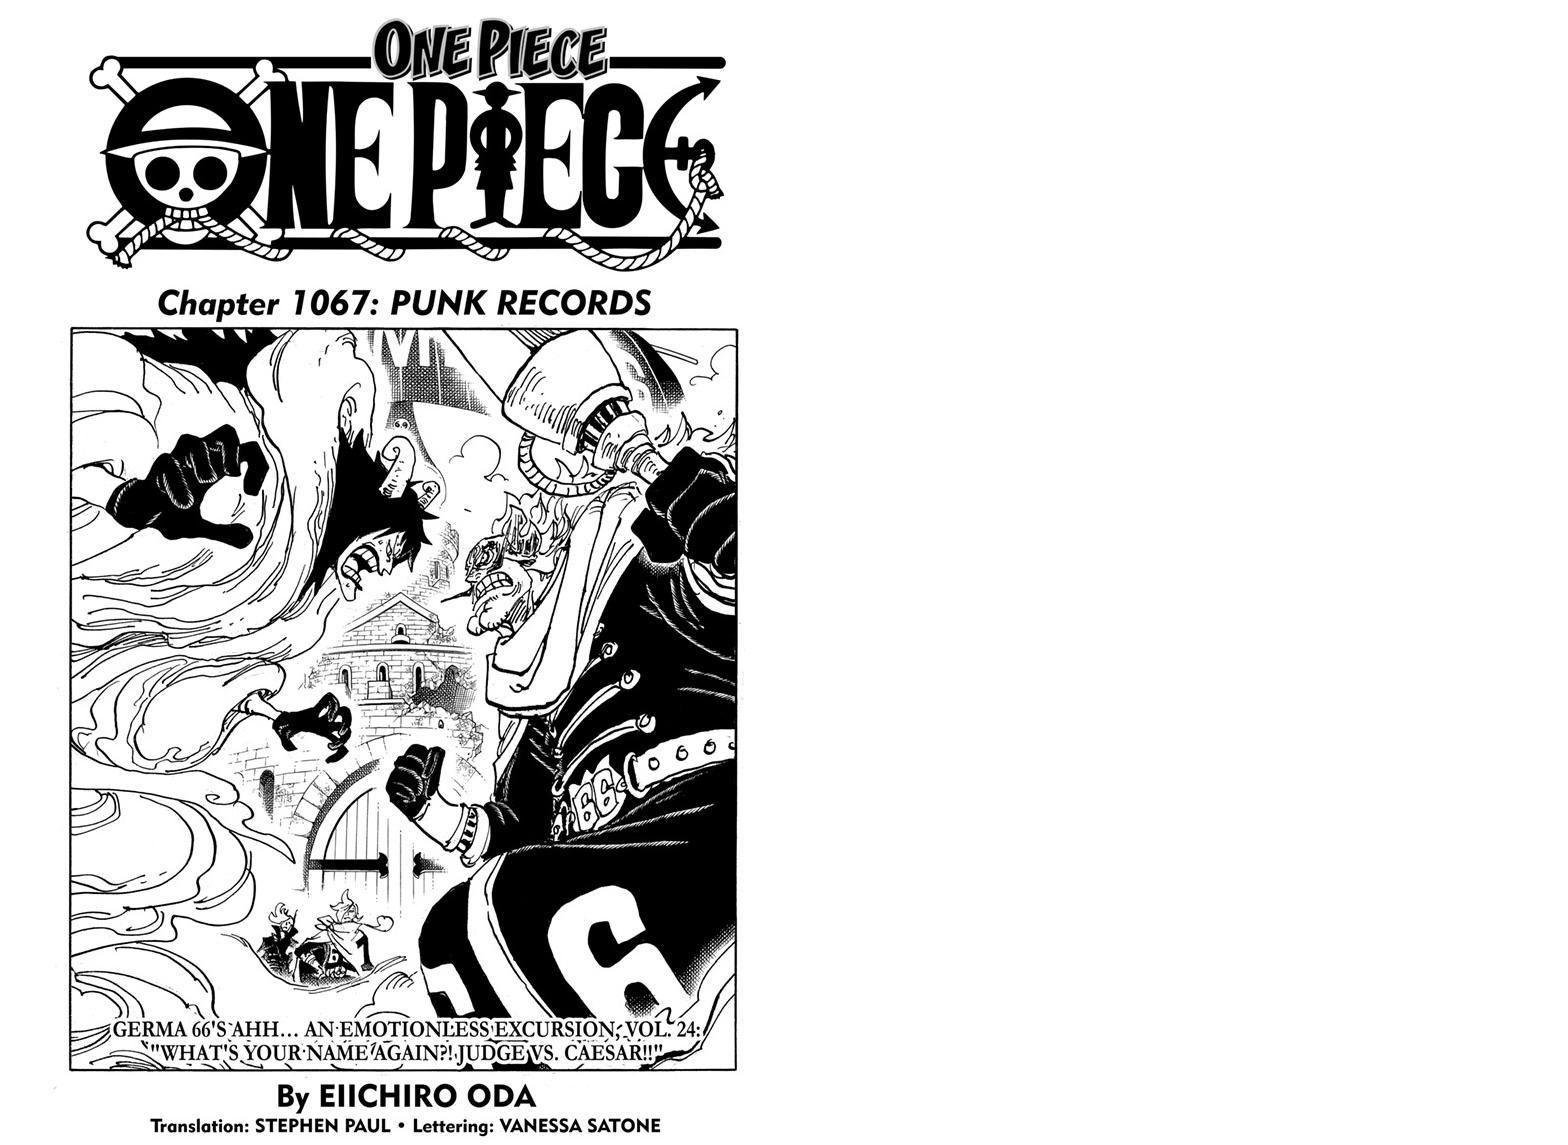 ONE PIECE
ONE PIECE
Chapter 1067: PUNK RECORDS
M
66
66
GERMA 66'S AHH... AN EMOTIONLESS EXCURSION, VOL. 24:
"WHAT'S YOUR NAME AGAIN?! JUDGE VS. CAESAR!!"
By EIICHIRO ODA
Translation: STEPHEN PAUL • Lettering: VANESSA SATONE